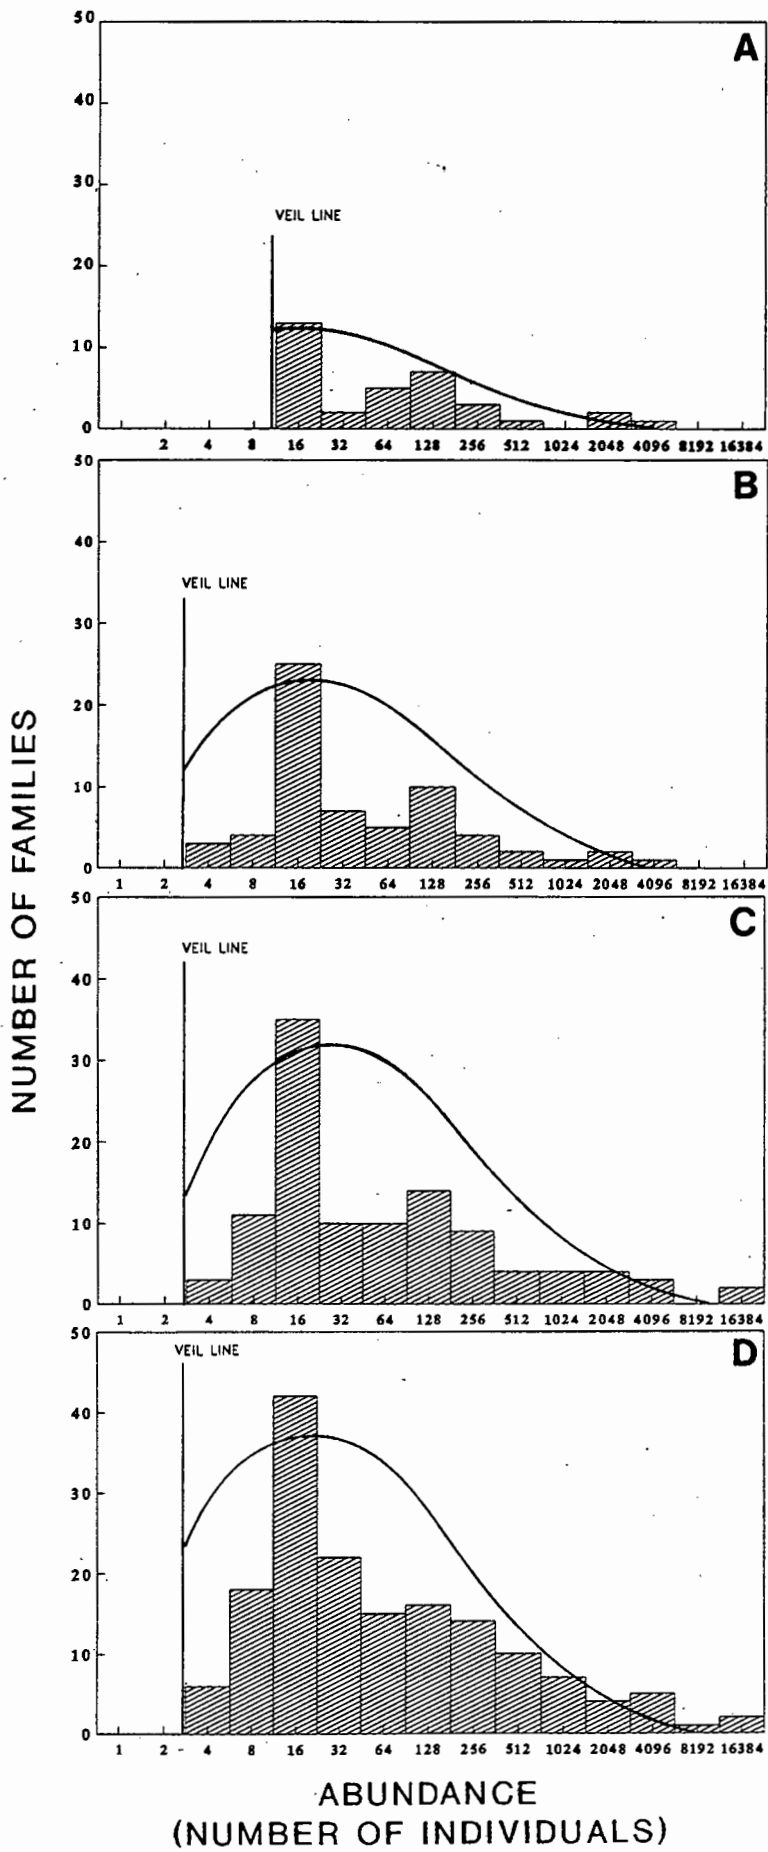 A
50
40
30
20
10
0
VEIL LINE
2 4 8 16 32 64 128 256 512 1024 2048 4096 8192 16384
B
50
40
30
20
10
0
VEIL LINE
1 2 4 8 16 32 64 128 256 512 1024 2048 4096 8192 16384
C
50
40
30
20
10
0
VEIL LINE
1 2 4 8 16 32 64 128 256 512 1024 2048 4096 8192 16384
D
50
40
30
20
10
0
VEIL LINE
1 2 4 8 16 32 64 128 256 512 1024 2048 4096 8192 16384
NUMBER OF FAMILIES
ABUNDANCE
(NUMBER OF INDIVIDUALS)